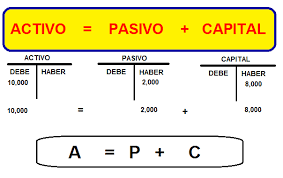 ACTIVO = PASIVO + CAPITAL
ACTIVO PASIVO CAPITAL
DEBE HABER DEBE HABER DEBE HABER
10,000 2,000 8,000
10,000 = 2,000 + 8,000
A = P + C